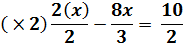 (×2) 2(x)/2 − 8x/3 = 10/2